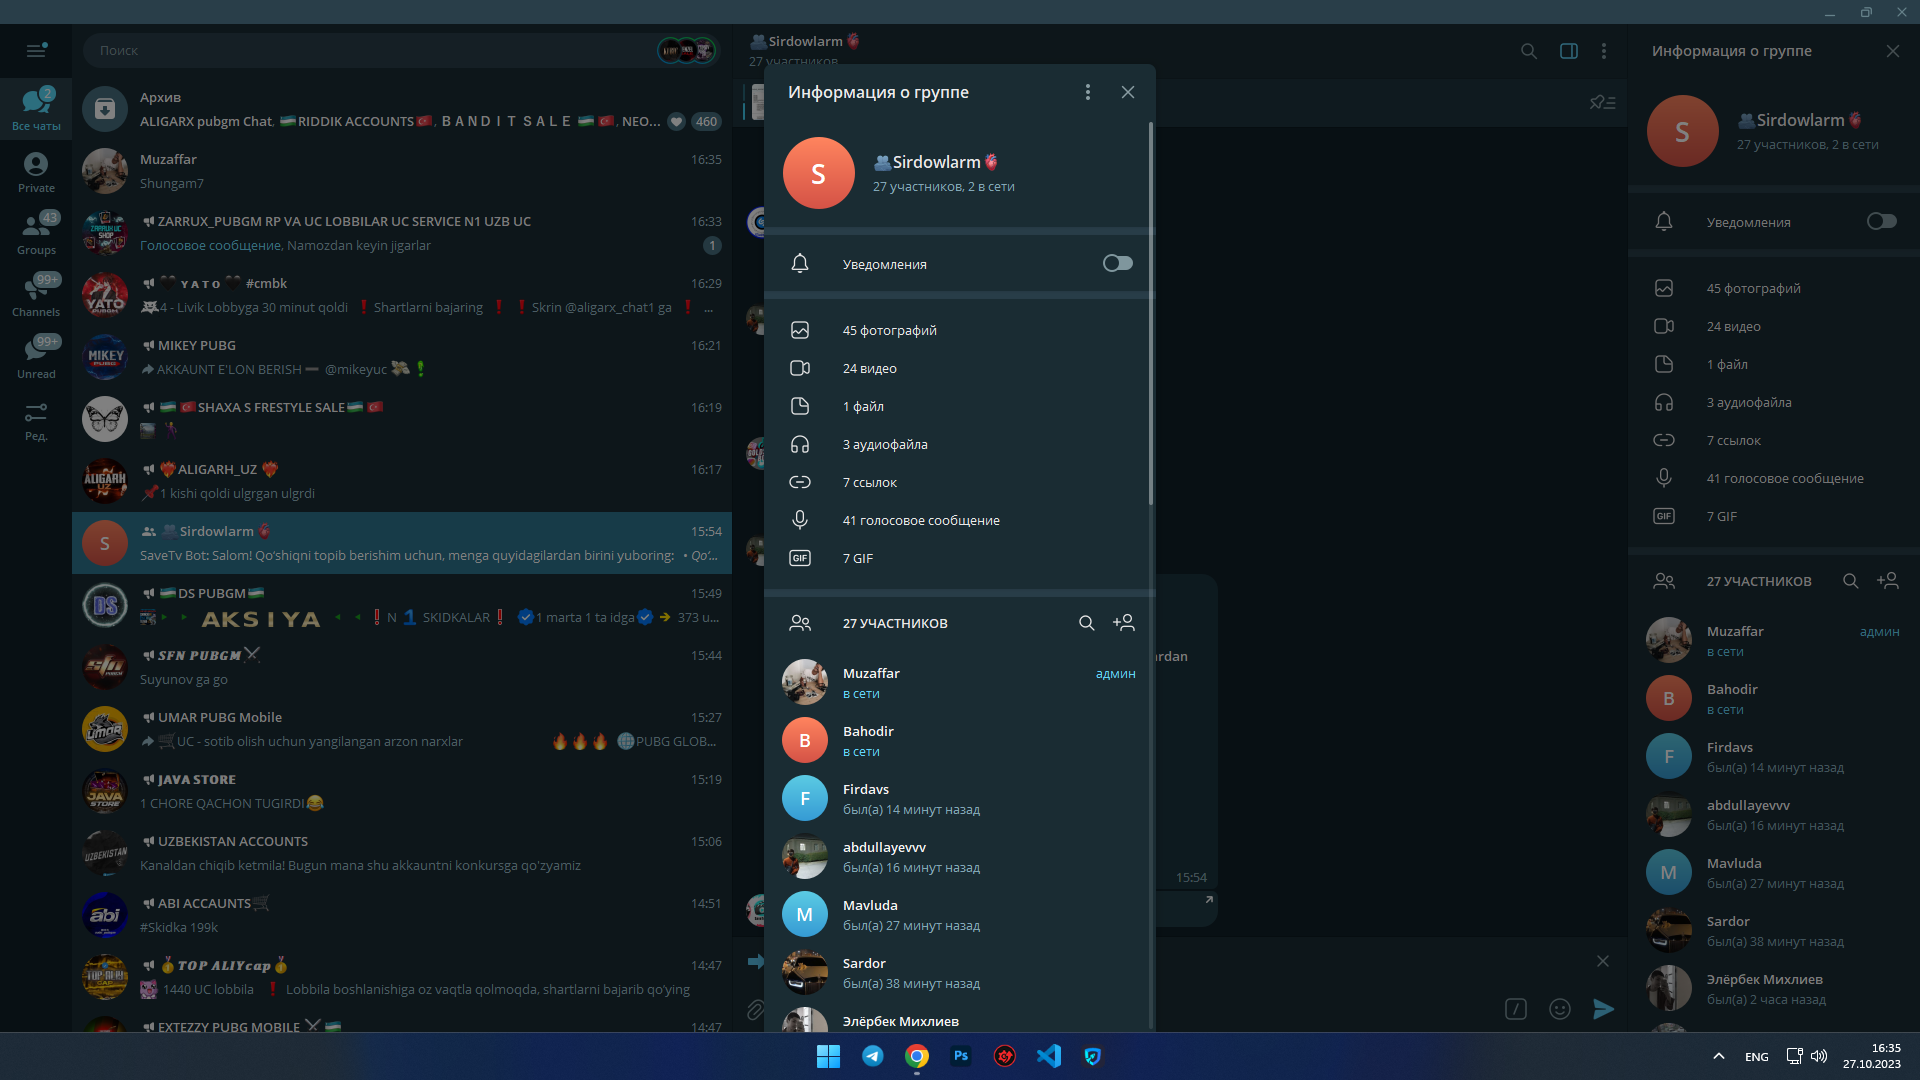 Поиск
2
Все чаты
Private
43
Groups
99+
Channels
99+
Unread
Ред.
Архив
ALIGARX pubgm Chat, 🇺🇿RIDDIK ACCOUNTS🇹🇷, B A N D I T S A L E 🇺🇿 🇹🇷, NEO...
460
Muzaffar
16:35
Shungam7
ZARRUX_PUBGM RP VA UC LOBBILAR UC SERVICE N1 UZB UC
16:33
Голосовое сообщение, Namozdan keyin jigarlar
1
🖤 Y A T O 🖤 #cmbk
16:29
4 - Livik Lobbyga 30 minut qoldi ❗ Shartlarni bajaring ❗ ❗ Skrin @aligarx_chat1 ga ❗ ...
MIKEY PUBG
16:21
AKKAUNT E'LON BERISH➖ @mikeyuc 💸❗
🇺🇿🇹🇷SHAXA S FRESTYLE SALE🇺🇿🇹🇷
16:19
ALIGARH_UZ
16:17
📌1 kishi qoldi ulgrgan ulgrdi
S
👥Sirdowlarm🫀
15:54
SaveTv Bot: Salom! Qo‘shiqni topib berishim uchun, menga quyidagilardan birini yuboring: • Qo‘...
🇺🇿DS PUBGM🇺🇿
15:49
A K S I Y A ❗ N 1 SKIDKALAR❗ 1 marta 1 ta idga → 373 u...
SFN PUBGM⚔
15:44
Suyunov ga go
UMAR PUBG Mobile
15:27
🛒UC - sotib olish uchun yangilangan arzon narxlar 🔥🔥🔥 🌐PUBG GLOB...
JAVA STORE
15:19
1 CHORE QACHON TUGIRDI😂
UZBEKISTAN ACCOUNTS
15:06
Kanaldan chiqib ketmila! Bugun mana shu akkauntni konkursga qo'zyamiz
ABI ACCAUNTS🛒
14:51
#Skidka 199k
🥇TOP ALIYcap🥇
14:47
1440 UC lobbila ❗ Lobbila boshlanishiga oz vaqtla qolmoqda, shartlarni bajarib qo‘ying
EXTEZZY PUBG MOBILE ⚔ 🇺🇿
14:47
👥Sirdowlarm🫀
27 участников
ardan
15:54
Информация о группе
S
👥Sirdowlarm🫀
27 участников, 2 в сети
Уведомления
45 фотографий
24 видео
1 файл
3 аудиофайла
7 ссылок
41 голосовое сообщение
GIF
7 GIF
27 УЧАСТНИКОВ
Muzaffar
админ
в сети
B
Bahodir
в сети
F
Firdavs
был(а) 14 минут назад
abdullayevvv
был(а) 16 минут назад
M
Mavluda
был(а) 27 минут назад
Sardor
был(а) 38 минут назад
Элёрбек Михлиев
Информация о группе
S
👥Sirdowlarm🫀
27 участников, 2 в сети
Уведомления
45 фотографий
24 видео
1 файл
3 аудиофайла
7 ссылок
41 голосовое сообщение
GIF
7 GIF
27 УЧАСТНИКОВ
Muzaffar
админ
в сети
B
Bahodir
в сети
F
Firdavs
был(а) 14 минут назад
abdullayevvv
был(а) 16 минут назад
M
Mavluda
был(а) 27 минут назад
Sardor
был(а) 38 минут назад
Элёрбек Михлиев
был(а) 2 часа назад
Ps
ENG
16:35
27.10.2023